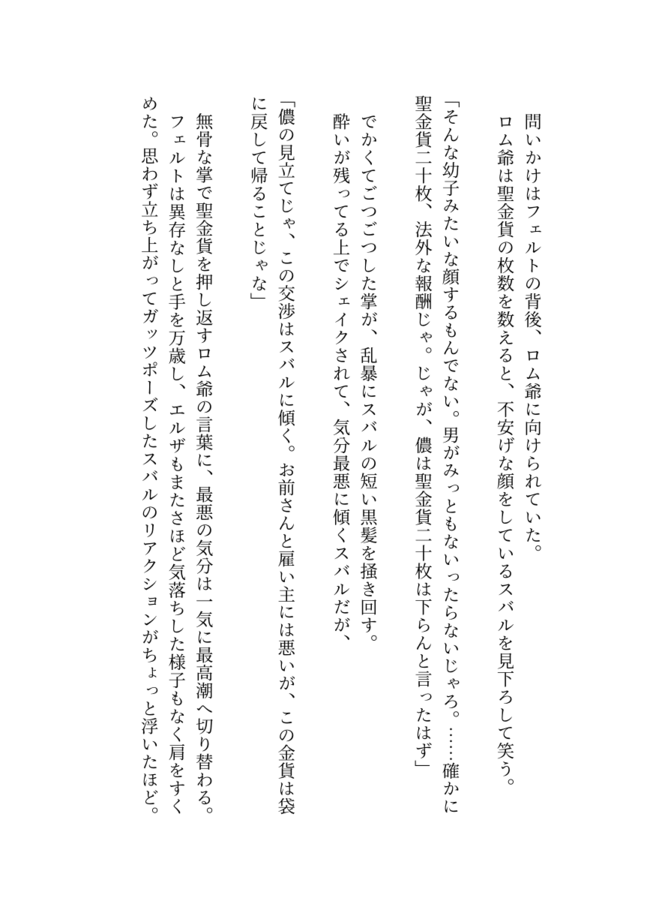 問いかけはフェルトの背後、ロム爺に向けられていた。
ロム爺は聖金貨の枚数を数えると、不安げな顔をしているスバルを見下ろして笑う。
「そんな幼子みたいな顔するもんでない。男がみっともないったらないじゃろ。……確かに
聖金貨二十枚、法外な報酬じゃ。じゃが、儂は聖金貨二十枚は下らんと言ったはず」
でかくてごつごつした掌が、乱暴にスバルの短い黒髪を掻き回す。
酔いが残ってる上でシェイクされて、気分最悪に傾くスバルだが、
「儂の見立てじゃ、この交渉はスバルに傾く。お前さんと雇い主には悪いが、この金貨は袋
に戻して帰ることじゃな」
無骨な掌で聖金貨を押し返すロム爺の言葉に、最悪の気分は一気に最高潮へ切り替わる。
フェルトは異存なしと手を万歳し、エルザもまたさほど気落ちした様子もなく肩をすく
めた。思わず立ち上がってガッツポーズしたスバルのリアクションがちょっと浮いたほど。